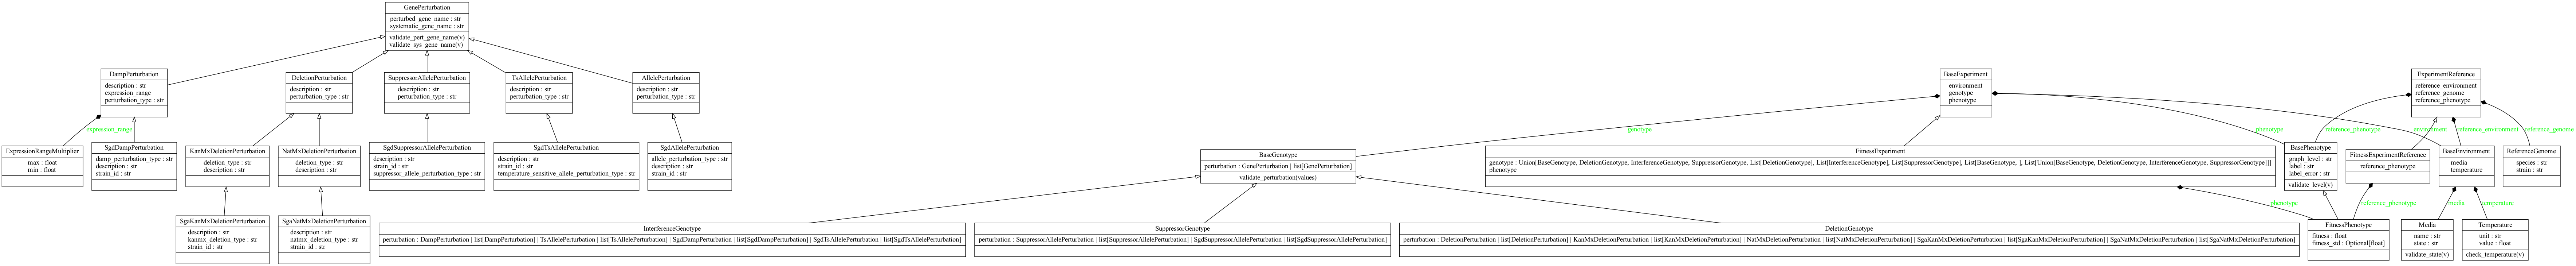 GenePerturbation
perturbed_gene_name : str
systematic_gene_name : str
validate_pert_gene_name(v)
validate_sys_gene_name(v)
DampPerturbation
description : str
expression_range
perturbation_type : str
DeletionPerturbation
description : str
perturbation_type : str
SuppressorAllelePerturbation
description : str
perturbation_type : str
TsAllelePerturbation
description : str
perturbation_type : str
AllelePerturbation
description : str
perturbation_type : str
BaseExperiment
environment
genotype
phenotype
ExperimentReference
reference_environment
reference_genome
reference_phenotype
expression_range
genotype
phenotype
reference_phenotype
environment
reference_environment
reference_genome
ExpressionRangeMultiplier
max : float
min : float
SgdDampPerturbation
damp_perturbation_type : str
description : str
strain_id : str
KanMxDeletionPerturbation
deletion_type : str
description : str
NatMxDeletionPerturbation
deletion_type : str
description : str
SgdSuppressorAllelePerturbation
description : str
strain_id : str
suppressor_allele_perturbation_type : str
SgdTsAllelePerturbation
description : str
strain_id : str
temperature_sensitive_allele_perturbation_type : str
SgdAllelePerturbation
allele_perturbation_type : str
description : str
strain_id : str
BaseGenotype
perturbation : GenePerturbation | list[GenePerturbation]
validate_perturbation(values)
FitnessExperiment
genotype : Union[BaseGenotype, DeletionGenotype, InterferenceGenotype, SuppressorGenotype, List[DeletionGenotype], List[InterferenceGenotype], List[SuppressorGenotype], List[BaseGenotype, ], List[Union[BaseGenotype, DeletionGenotype, InterferenceGenotype, SuppressorGenotype]]]
phenotype
BasePhenotype
graph_level : str
label : str
label_error : str
validate_level(v)
FitnessExperimentReference
reference_phenotype
BaseEnvironment
media
temperature
ReferenceGenome
species : str
strain : str
phenotype
reference_phenotype
media
temperature
SgaKanMxDeletionPerturbation
description : str
kanmx_deletion_type : str
strain_id : str
SgaNatMxDeletionPerturbation
description : str
natmx_deletion_type : str
strain_id : str
InterferenceGenotype
perturbation : DampPerturbation | list[DampPerturbation] | TsAllelePerturbation | list[TsAllelePerturbation] | SgdDampPerturbation | list[SgdDampPerturbation] | SgdTsAllelePerturbation | list[SgdTsAllelePerturbation]
SuppressorGenotype
perturbation : SuppressorAllelePerturbation | list[SuppressorAllelePerturbation] | SgdSuppressorAllelePerturbation | list[SgdSuppressorAllelePerturbation]
DeletionGenotype
perturbation : DeletionPerturbation | list[DeletionPerturbation] | KanMxDeletionPerturbation | list[KanMxDeletionPerturbation] | NatMxDeletionPerturbation | list[NatMxDeletionPerturbation] | SgaKanMxDeletionPerturbation | list[SgaKanMxDeletionPerturbation] | SgaNatMxDeletionPerturbation | list[SgaNatMxDeletionPerturbation]
FitnessPhenotype
fitness : float
fitness_std : Optional[float]
Media
name : str
state : str
validate_state(v)
Temperature
unit : str
value : float
check_temperature(v)